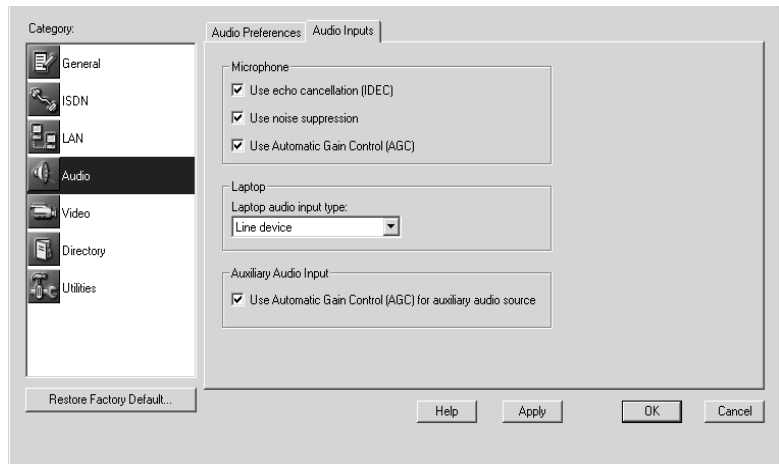 Category:
General
ISDN
LAN
Audio
Video
Directory
Utilities
Restore Factory Default...
Audio Preferences
Audio Inputs
Microphone
Use echo cancellation (IDEC)
Use noise suppression
Use Automatic Gain Control (AGC)
Laptop
Laptop audio input type:
Line device
Auxiliary Audio Input
Use Automatic Gain Control (AGC) for auxiliary audio source
Help
Apply
OK
Cancel